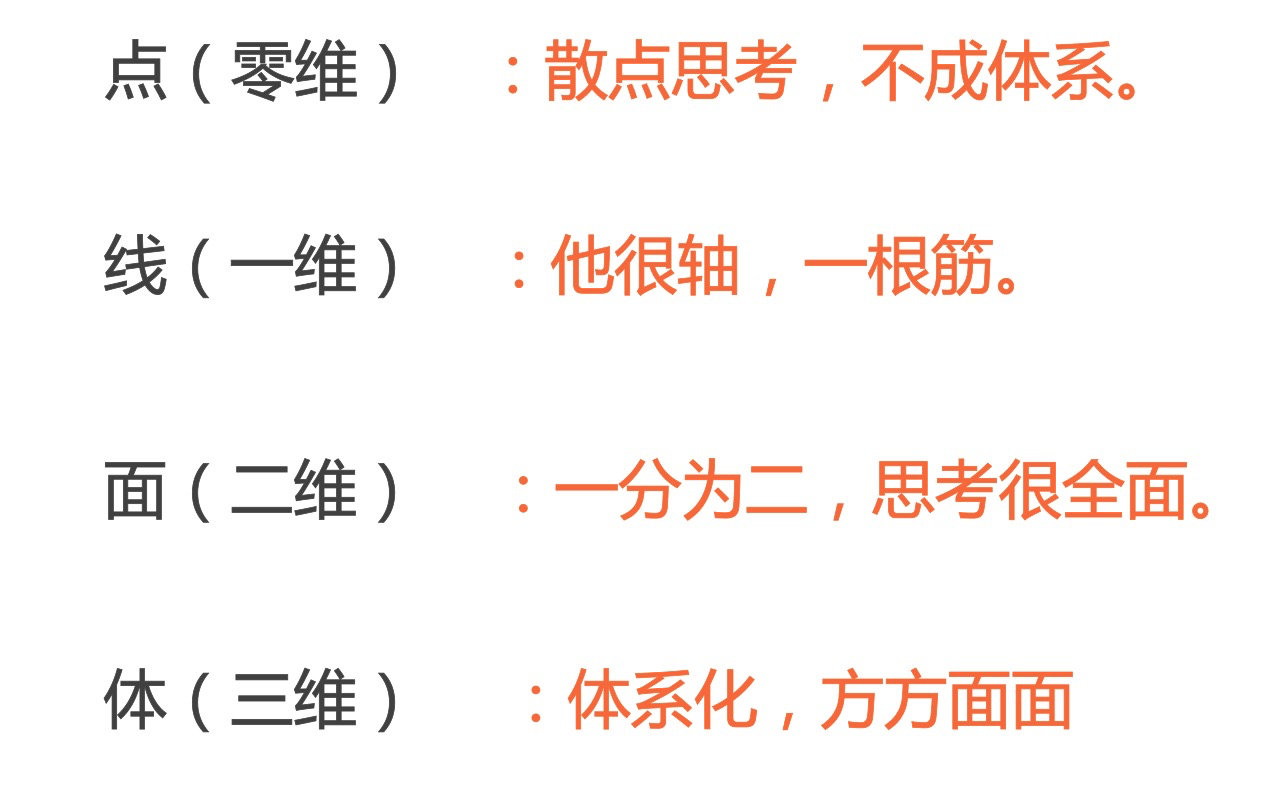 点（零维）：散点思考，不成体系。
线（一维）：他很轴，一根筋。
面（二维）：一分为二，思考很全面。
体（三维）：体系化，方方面面